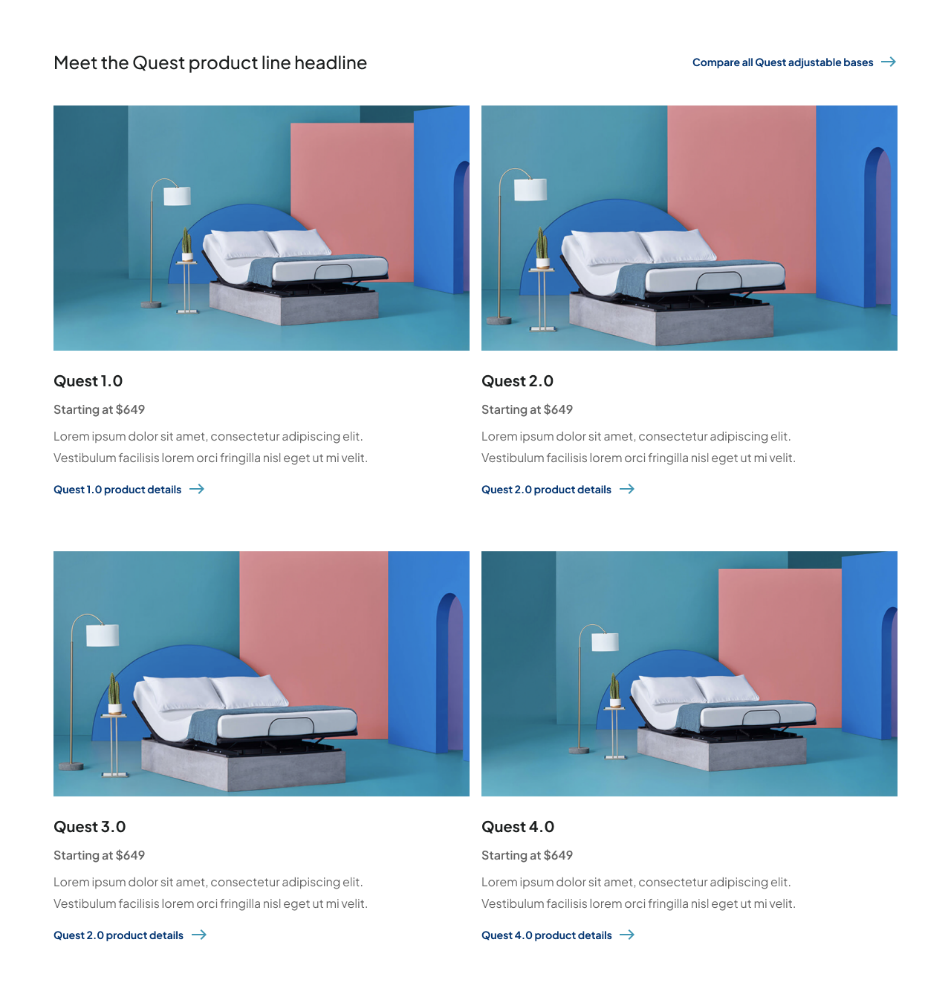 Meet the Quest product line headline
Compare all Quest adjustable bases
Quest 1.0
Starting at $649
Lorem ipsum dolor sit amet, consectetur adipiscing elit.
Vestibulum facilisis lorem orci fringilla nisl eget ut mi velit.
Quest 1.0 product details
Quest 2.0
Starting at $649
Lorem ipsum dolor sit amet, consectetur adipiscing elit.
Vestibulum facilisis lorem orci fringilla nisl eget ut mi velit.
Quest 2.0 product details
Quest 3.0
Starting at $649
Lorem ipsum dolor sit amet, consectetur adipiscing elit.
Vestibulum facilisis lorem orci fringilla nisl eget ut mi velit.
Quest 2.0 product details
Quest 4.0
Starting at $649
Lorem ipsum dolor sit amet, consectetur adipiscing elit.
Vestibulum facilisis lorem orci fringilla nisl eget ut mi velit.
Quest 4.0 product details